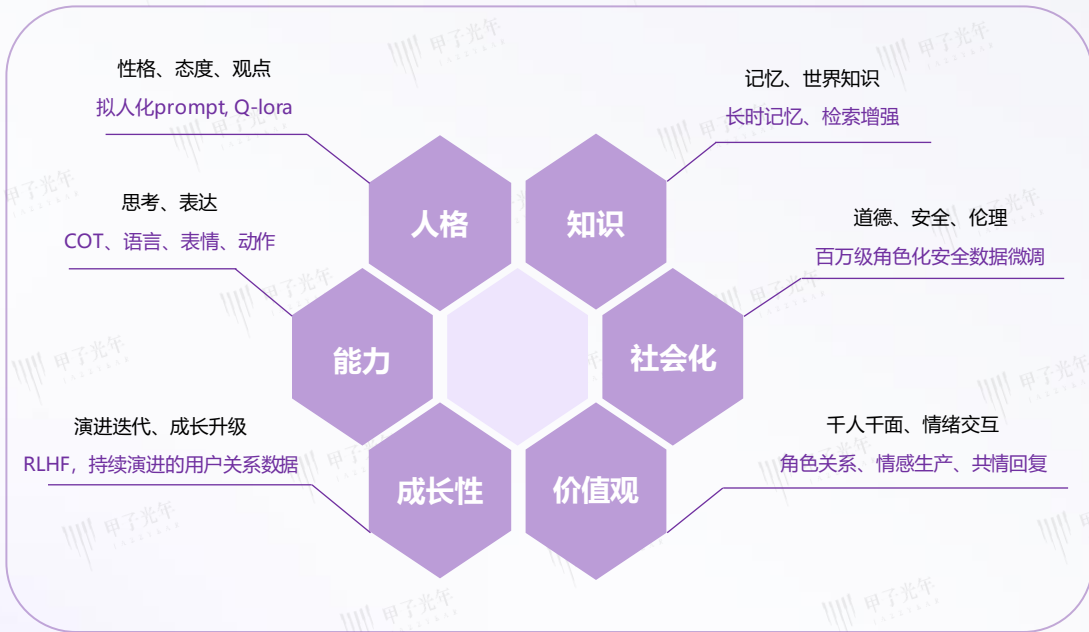 性格、态度、观点
拟人化prompt, Q-lora
记忆、世界知识
长时记忆、检索增强
人格
知识
思考、表达
COT、语言、表情、动作
道德、安全、伦理
百万级角色化安全数据微调
能力
社会化
演进迭代、成长升级
RLHF，持续演进的用户关系数据
千人千面、情绪交互
角色关系、情感生产、共情回复
成长性
价值观
甲子光年